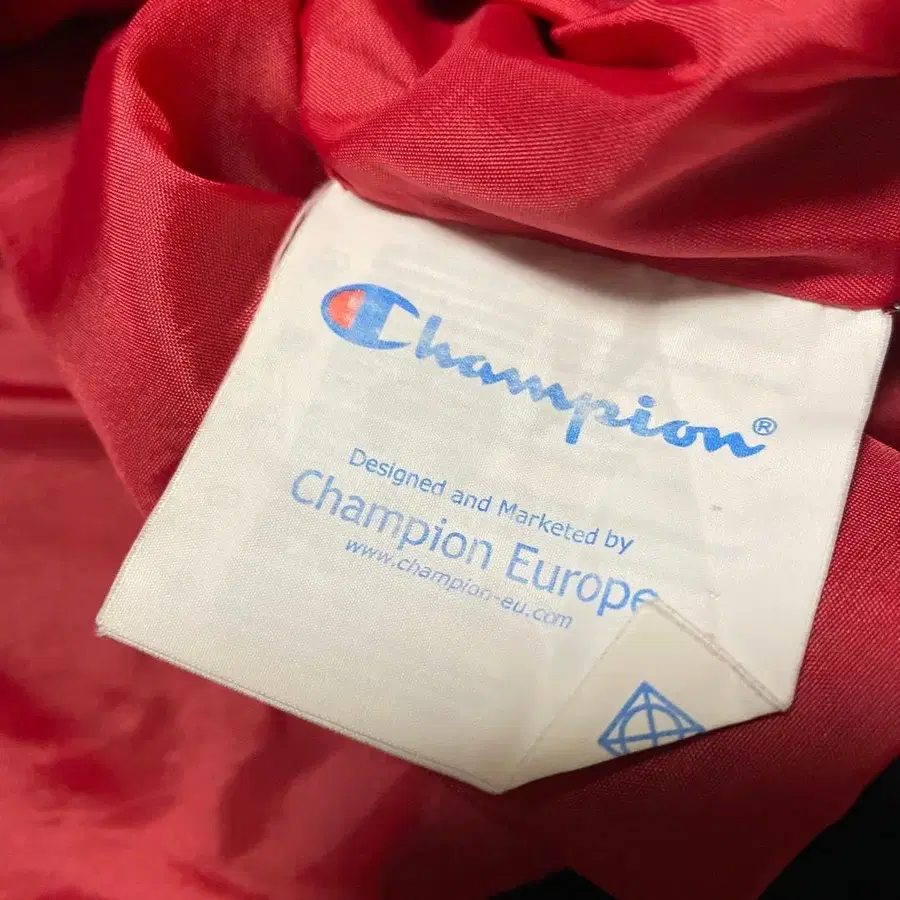 Champion®
Designed and Marketed by
Champion Europe
www.champion-eu.com